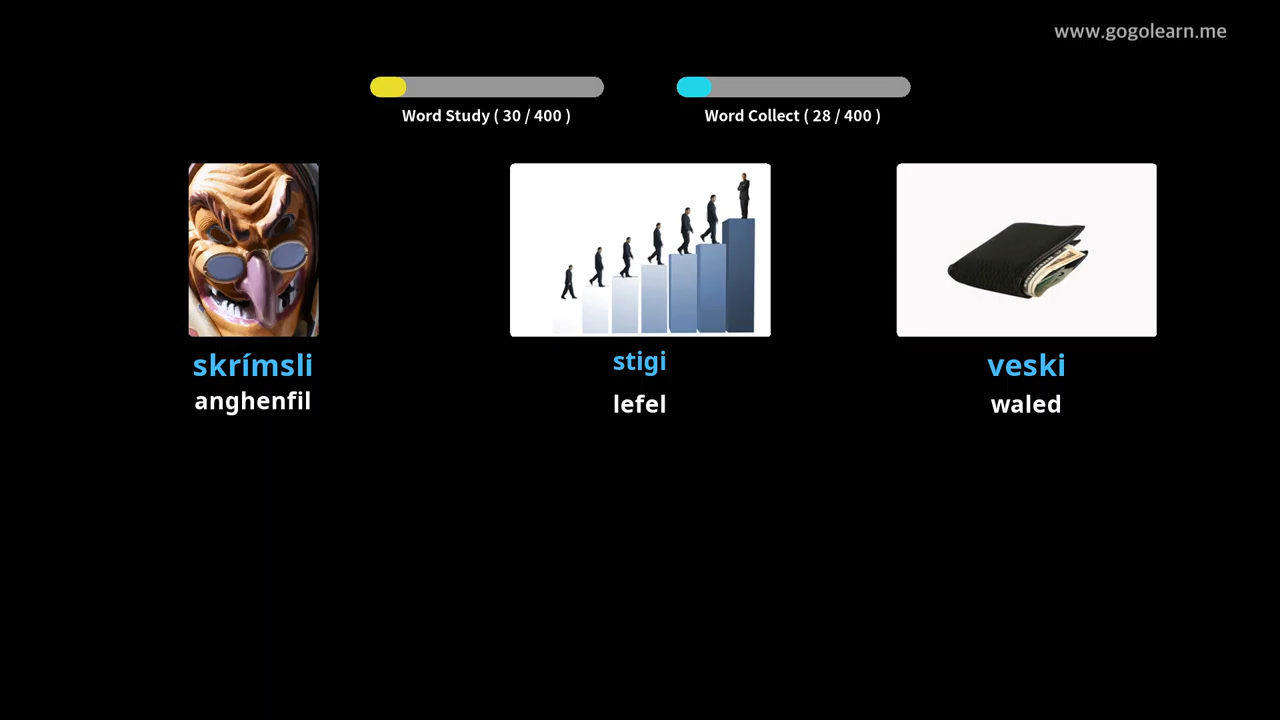 www.gogolearn.me
Word Study ( 30 / 400 )
Word Collect ( 28 / 400 )
skrímsli
anghenfil
stigi
lefel
veski
waled